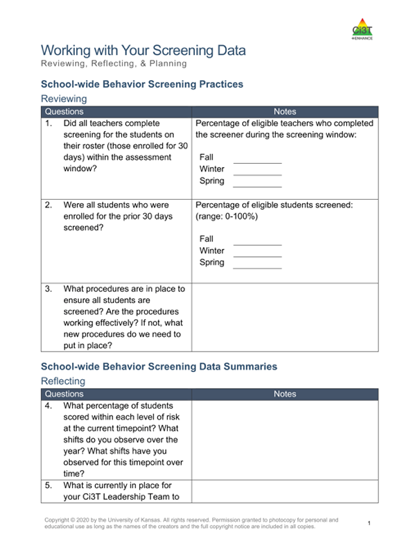 Ci3T
ENHANCE
Working with Your Screening Data
Reviewing, Reflecting, & Planning
School-wide Behavior Screening Practices
Reviewing
Questions Notes
1. Did all teachers complete
screening for the students on
their roster (those enrolled for 30
days) within the assessment
window?
Percentage of eligible teachers who completed
the screener during the screening window:
Fall
Winter
Spring
2. Were all students who were
enrolled for the prior 30 days
screened?
Percentage of eligible students screened:
(range: 0-100%)
Fall
Winter
Spring
3. What procedures are in place to
ensure all students are
screened? Are the procedures
working effectively? If not, what
new procedures do we need to
put in place?
School-wide Behavior Screening Data Summaries
Reflecting
Questions Notes
4. What percentage of students
scored within each level of risk
at the current timepoint? What
shifts do you observe over the
year? What shifts have you
observed for this timepoint over
time?
5. What is currently in place for
your Ci3T Leadership Team to
Copyright © 2020 by the University of Kansas. All rights reserved. Permission granted to photocopy for personal and
educational use as long as the names of the creators and the full copyright notice are included in all copies.
1